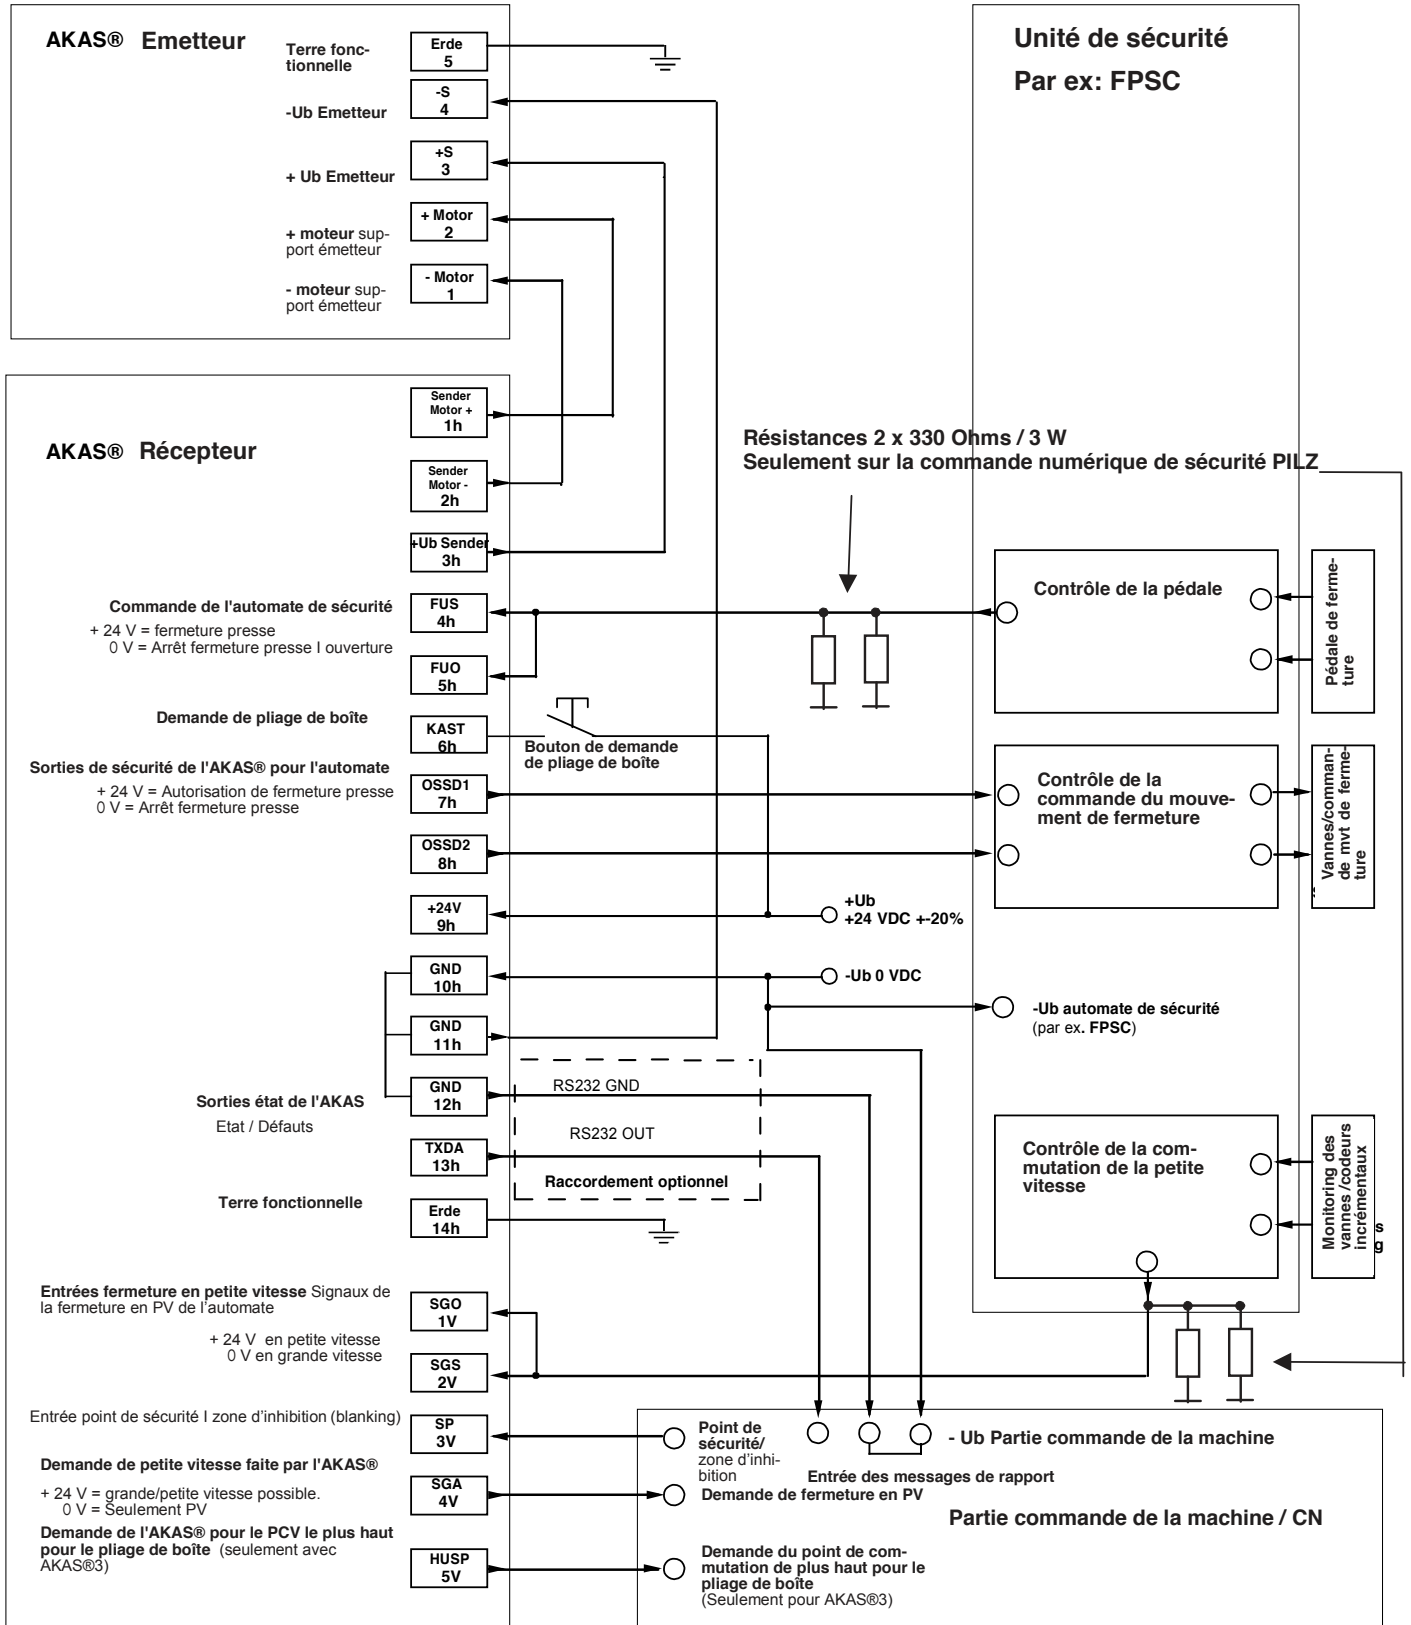 AKAS® Emetteur
Terre fonc-
tionnelle
Erde
5
-Ub Emetteur
-S
4
+ Ub Emetteur
+S
3
+ moteur sup-
port émetteur
+ Motor
2
- moteur sup-
port émetteur
- Motor
1
Unité de sécurité
Par ex: FPSC
AKAS® Récepteur
Sender
Motor +
1h
Sender
Motor -
2h
+Ub Sender
3h
Résistances 2 x 330 Ohms / 3 W
Seulement sur la commande numérique de sécurité PILZ
Commande de l'automate de sécurité
+ 24 V = fermeture presse
0 V = Arrêt fermeture presse I ouverture
FUS
4h
FUO
5h
Contrôle de la pédale
Pédale de ferme-
ture
Demande de pliage de boîte
KAST
6h
Bouton de demande
de pliage de boîte
Sorties de sécurité de l'AKAS® pour l'automate
+ 24 V = Autorisation de fermeture presse
0 V = Arrêt fermeture presse
OSSD1
7h
OSSD2
8h
Contrôle de la
commande du mouve-
ment de fermeture
Vannes/comman-
de mvt de ferme-
ture
+24V
9h
+Ub
+24 VDC +-20%
GND
10h
-Ub 0 VDC
GND
11h
-Ub automate de sécurité
(par ex. FPSC)
Sorties état de l'AKAS
Etat / Défauts
GND
12h
RS232 GND
TXDA
13h
RS232 OUT
Raccordement optionnel
Terre fonctionnelle
Erde
14h
Contrôle de la com-
mutation de la petite
vitesse
Monitoring des
vannes /codeurs
incrémentaux
s
g
Entrées fermeture en petite vitesse Signaux de
la fermeture en PV de l'automate
+ 24 V en petite vitesse
0 V en grande vitesse
SGO
1V
SGS
2V
Entrée point de sécurité I zone d'inhibition (blanking)
SP
3V
Point de
sécurité/
zone d'inhi-
bition
- Ub Partie commande de la machine
Entrée des messages de rapport
Demande de petite vitesse faite par l'AKAS®
+ 24 V = grande/petite vitesse possible.
0 V = Seulement PV
SGA
4V
Demande de fermeture en PV
Partie commande de la machine / CN
Demande de l'AKAS® pour le PCV le plus haut
pour le pliage de boîte (seulement avec
AKAS®3)
HUSP
5V
Demande du point de com-
mutation de plus haut pour le
pliage de boîte
(Seulement pour AKAS®3)